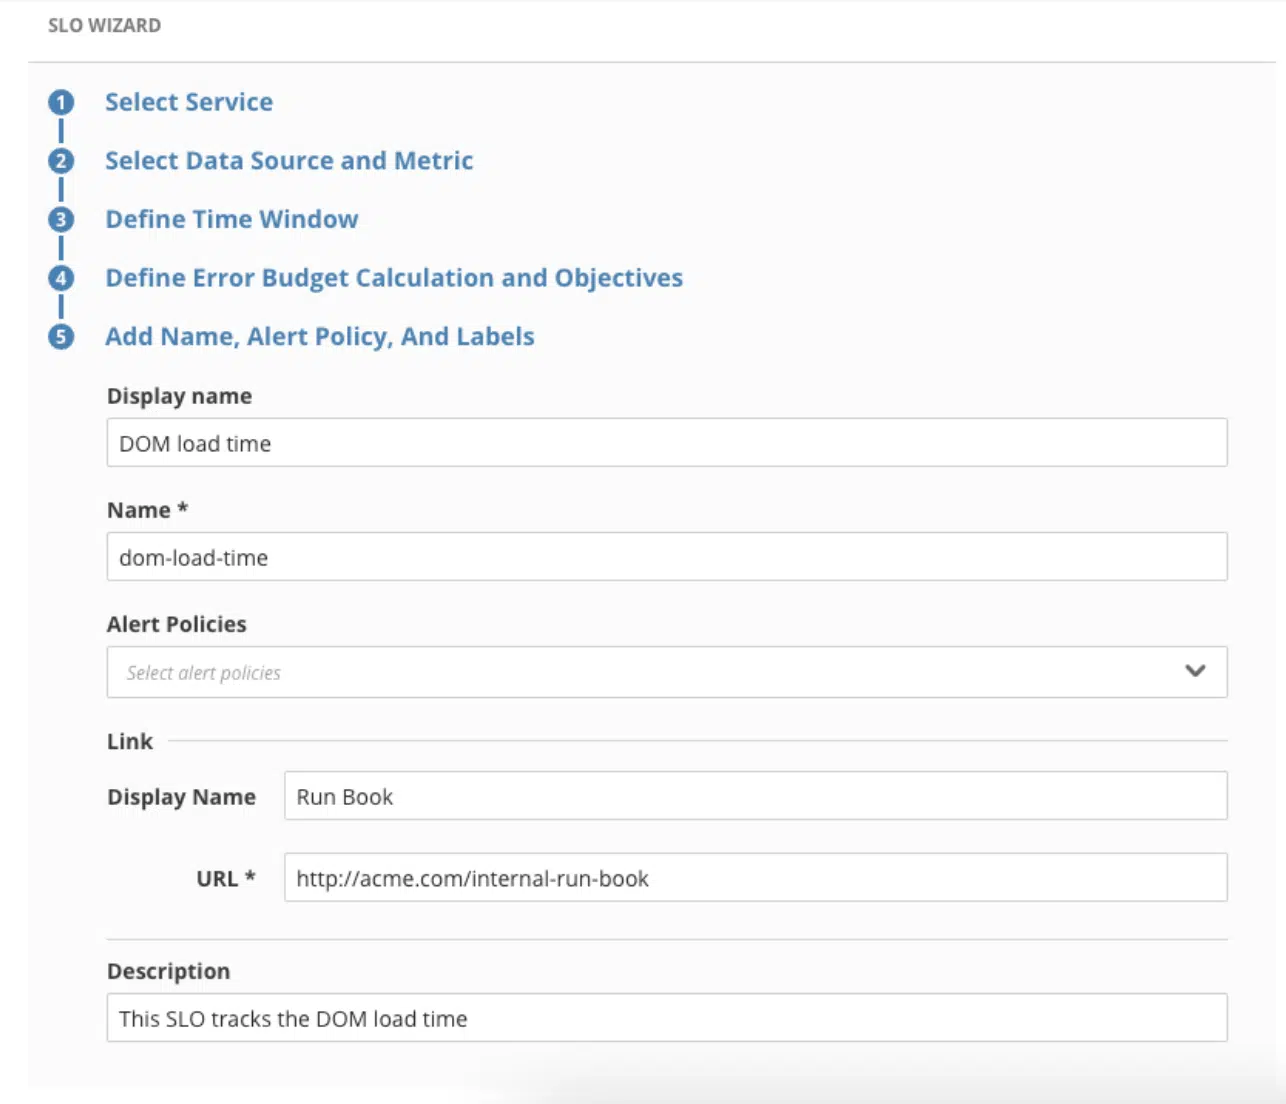 SLO WIZARD
1 Select Service
2 Select Data Source and Metric
3 Define Time Window
4 Define Error Budget Calculation and Objectives
5 Add Name, Alert Policy, And Labels
Display name
DOM load time
Name *
dom-load-time
Alert Policies
Select alert policies
Link
Display Name Run Book
URL * http://acme.com/internal-run-book
Description
This SLO tracks the DOM load time